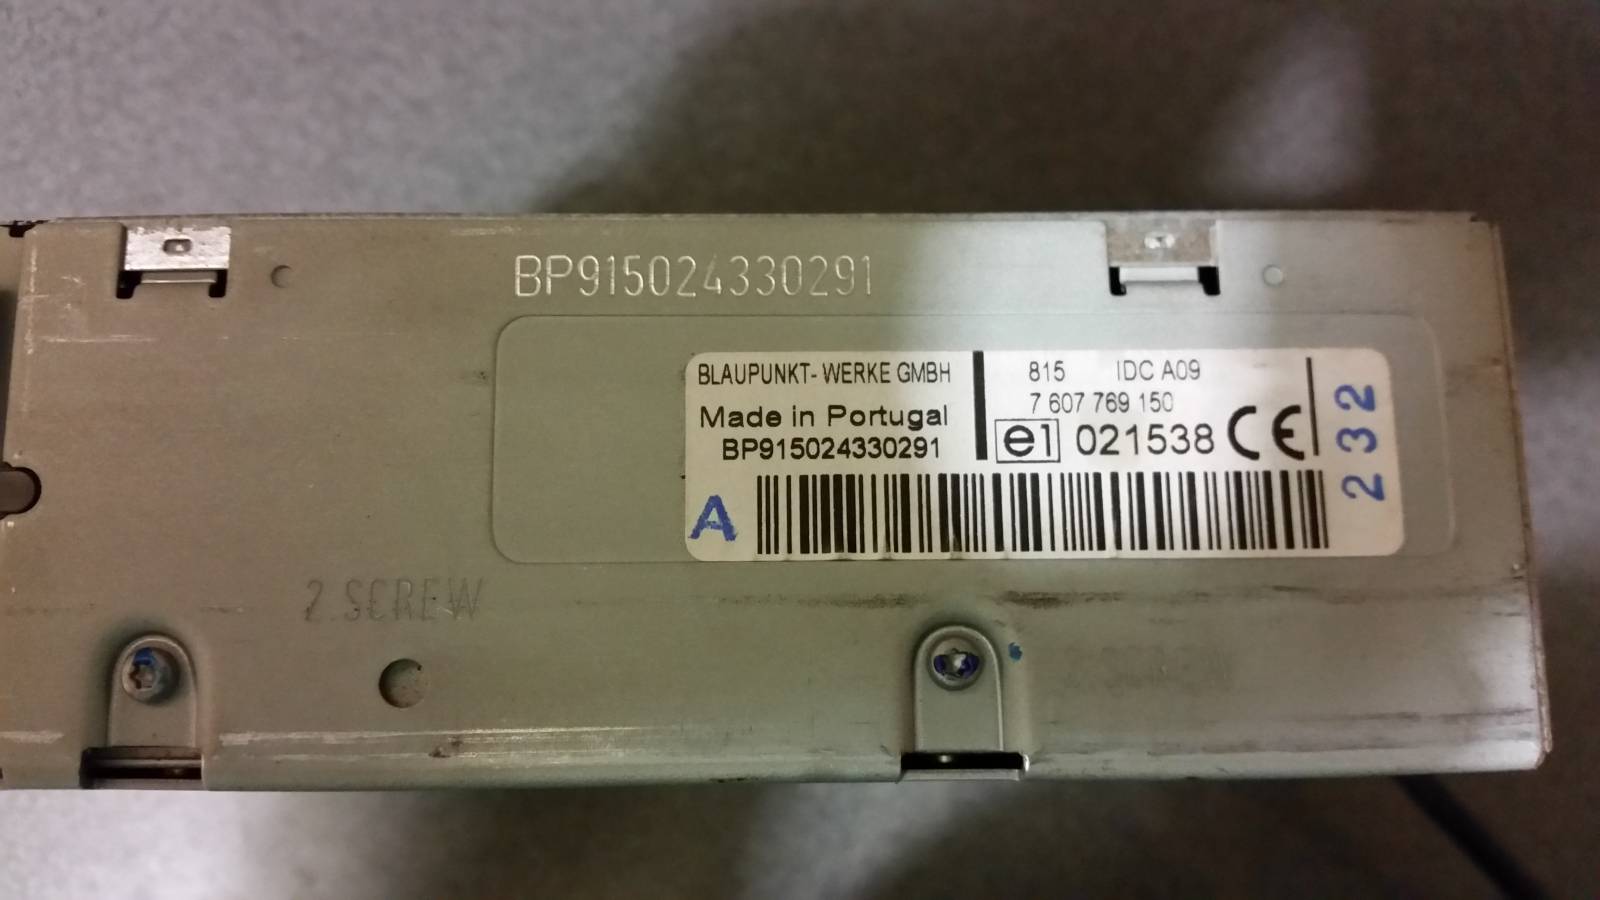 BP915024330291
BLAUPUNKT-WERKE GMBH
Made in Portugal
BP915024330291
A
815 IDC A09
7 607 769 150
e1 021538 CE
232
2.SCREW